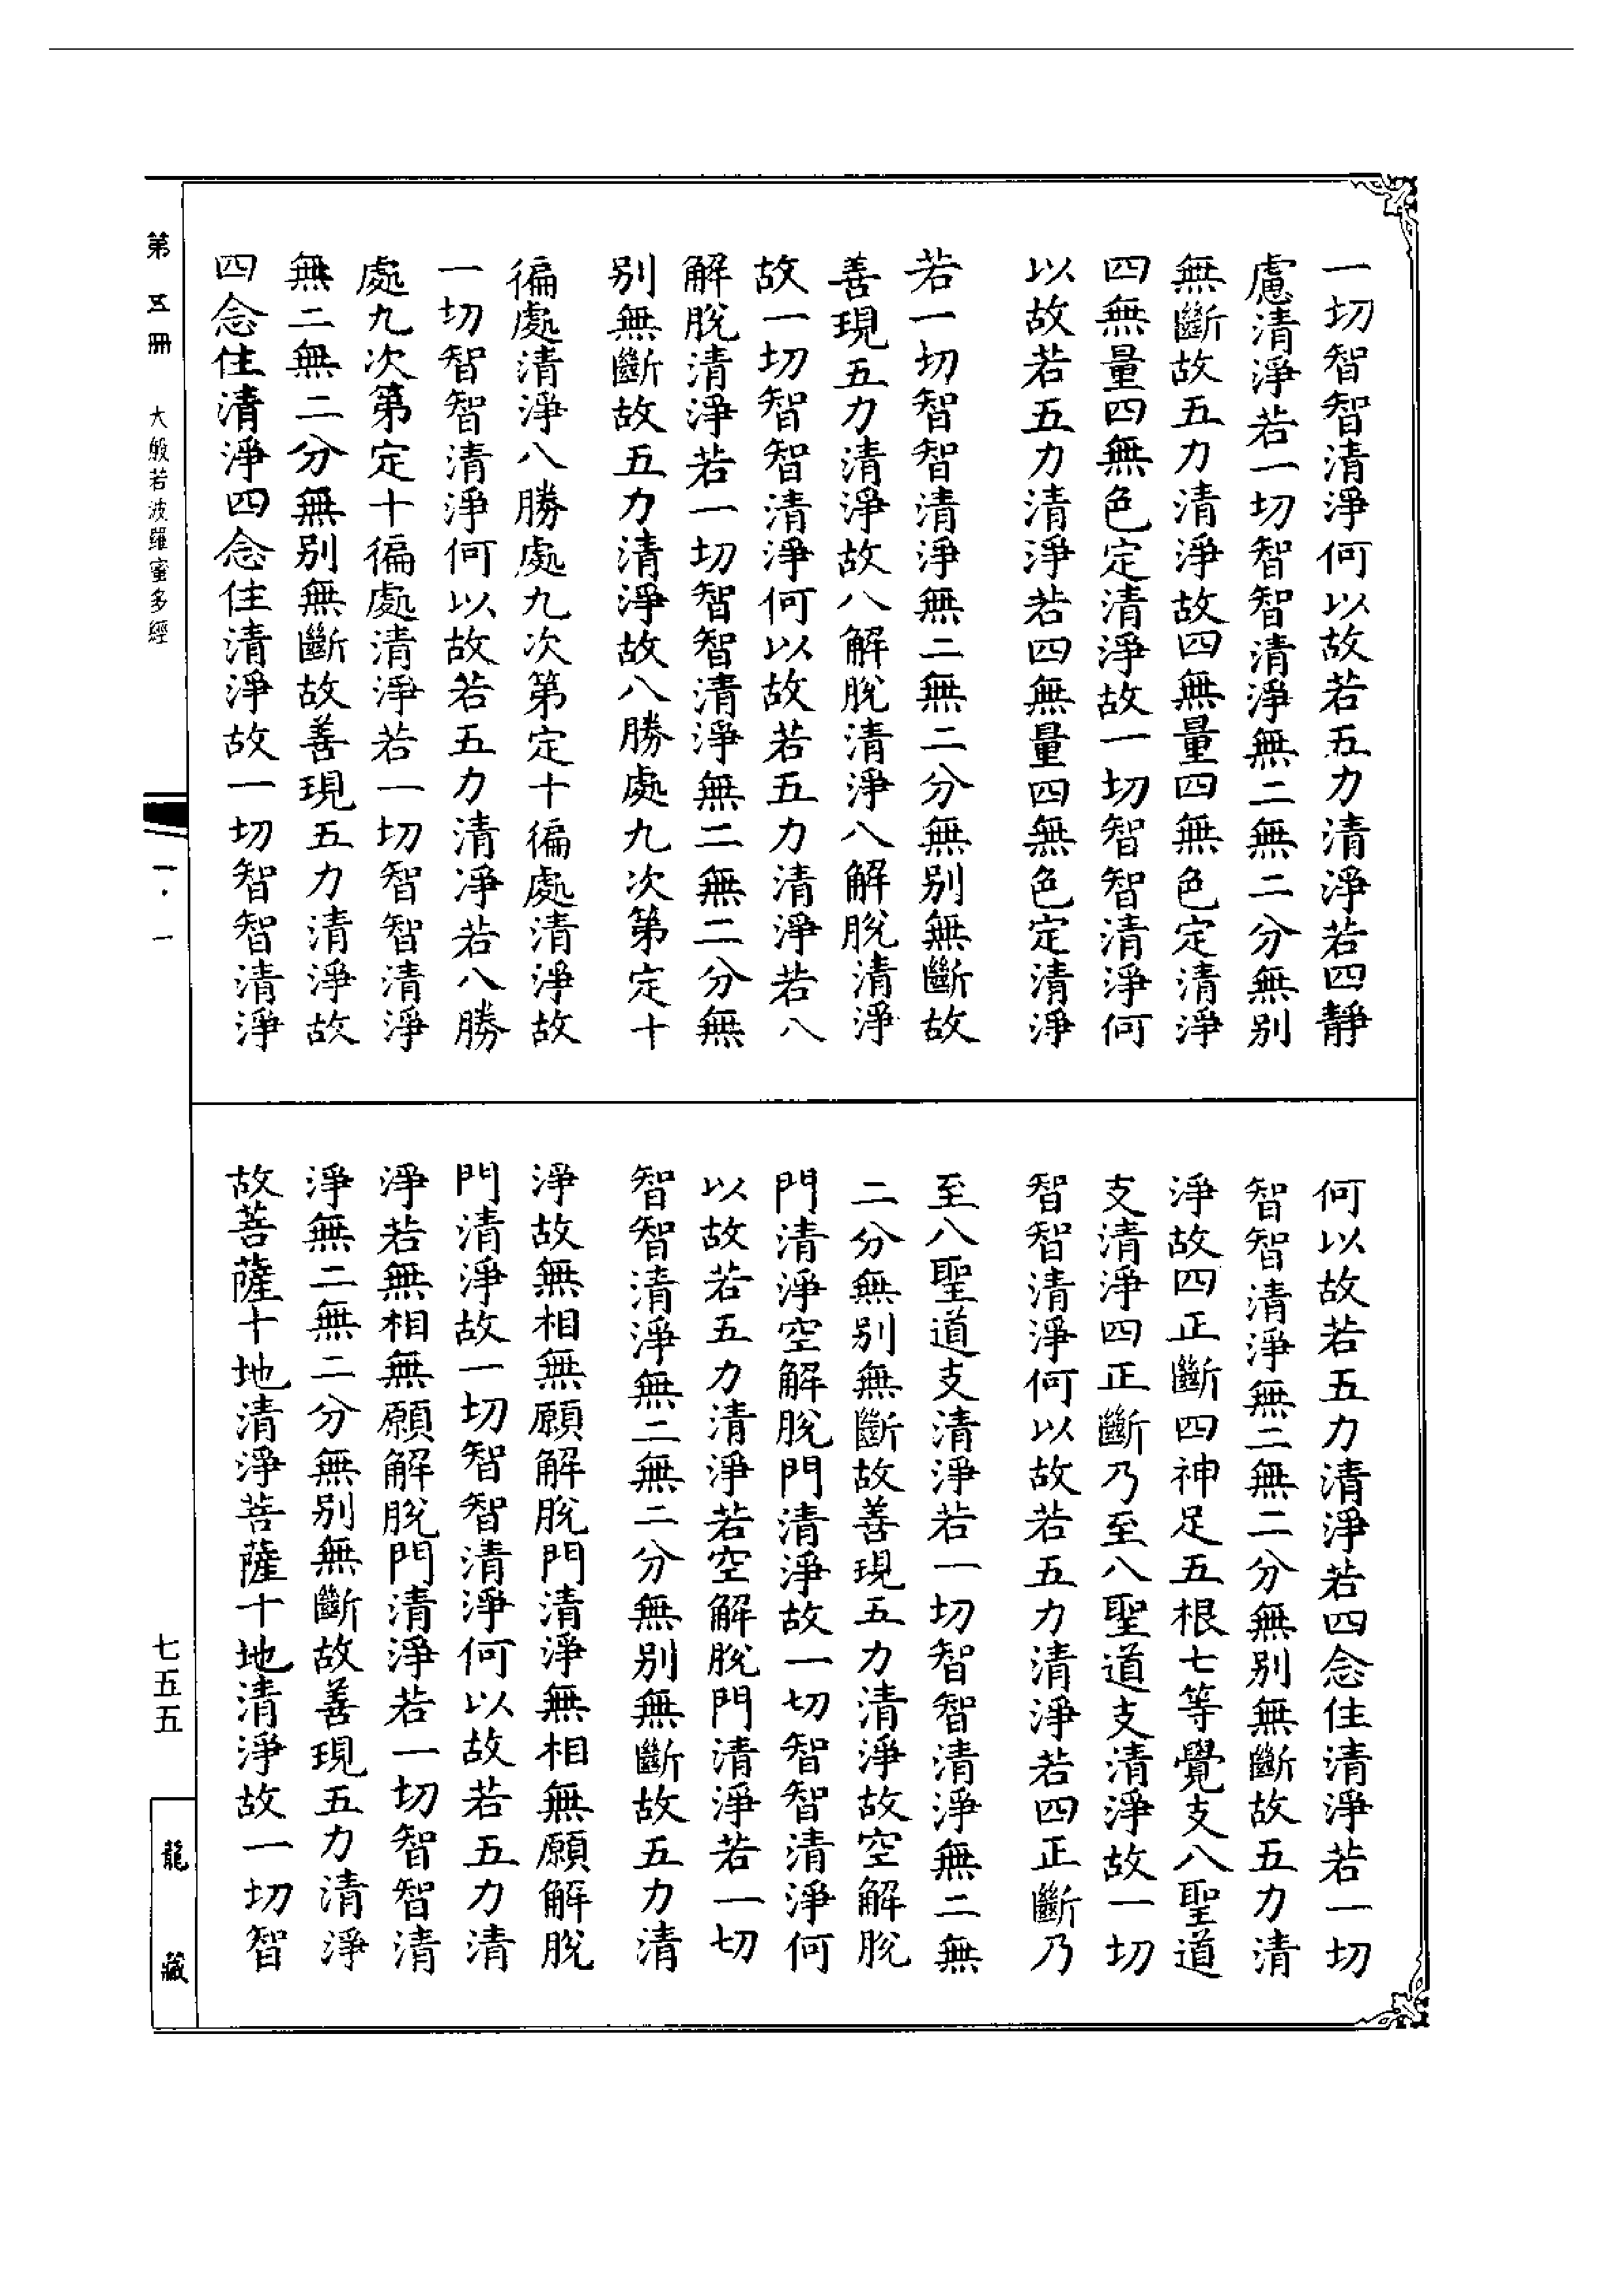 一切智智清淨何以故若五力清淨若四靜
慮清淨若一切智智清淨無二無二分無別
無斷故五力清淨故四無量四無色定清淨
四無量四無色定清淨故一切智智清淨何
以故若五力清淨若四無量四無色定清淨
若一切智智清淨無二無二分無別無斷故
善現五力清淨故八解脫清淨八解脫清淨
故一切智智清淨何以故若五力清淨若八
解脫清淨若一切智智清淨無二無二分無
別無斷故五力清淨故八勝處九次第定十
徧處清淨八勝處九次第定十徧處清淨故
一切智智清淨何以故若五力清淨若八勝
處九次第定十徧處清淨若一切智智清淨
無二無二分無別無斷故善現五力清淨故
四念住清淨四念住清淨故一切智智清淨
何以故若五力清淨若四念住清淨若一切
智智清淨無二無二分無別無斷故五力清
淨故四正斷四神足五根七等覺支八聖道
支清淨四正斷乃至八聖道支清淨故一切
智智清淨何以故若五力清淨若四正斷乃
至八聖道支清淨若一切智智清淨無二無
二分無別無斷故善現五力清淨故空解脫
門清淨空解脫門清淨故一切智智清淨何
以故若五力清淨若空解脫門清淨若一切
智智清淨無二無二分無別無斷故五力清
淨故無相無願解脫門清淨無相無願解脫
門清淨故一切智智清淨何以故若五力清
淨若無相無願解脫門清淨若一切智智清
淨無二無二分無別無斷故善現五力清淨
故菩薩十地清淨菩薩十地清淨故一切智
第五冊 大般若波羅蜜多經
一·一
七五五
龍藏